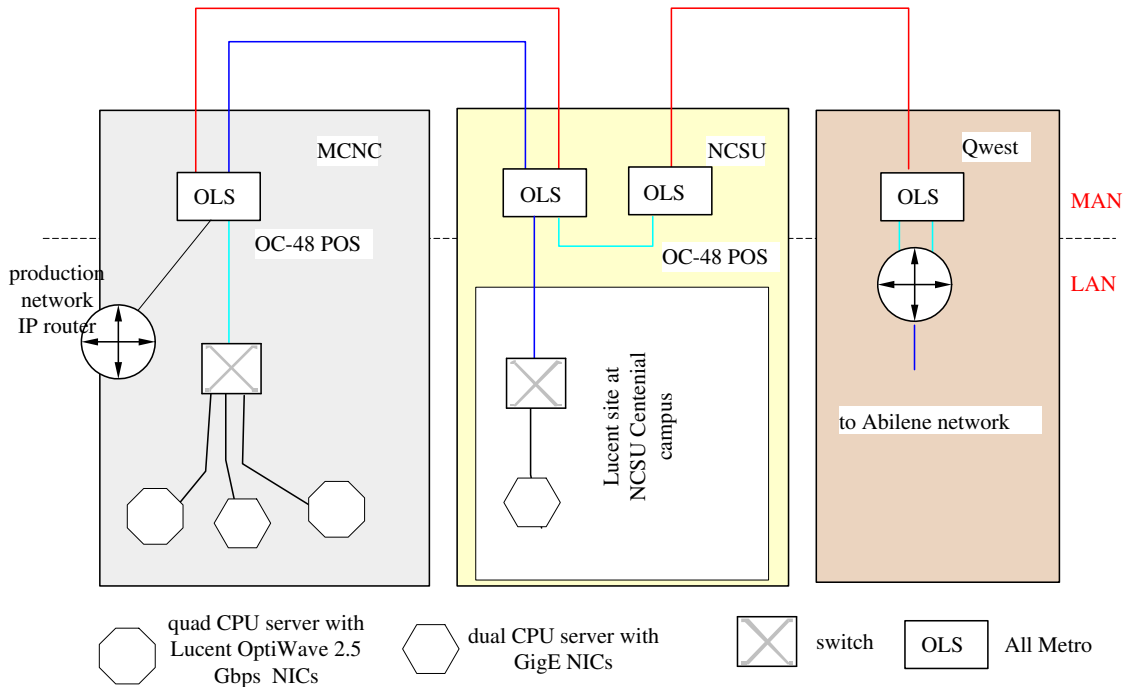 MCNC
NCSU
Qwest
OLS
OLS
OLS
OLS
MAN
OC-48 POS
OC-48 POS
LAN
production
network
IP router
Lucent site at
NCSU Centenial
campus
to Abilene network
quad CPU server with
Lucent OptiWave 2.5
Gbps NICs
dual CPU server with
GigE NICs
switch
OLS
All Metro